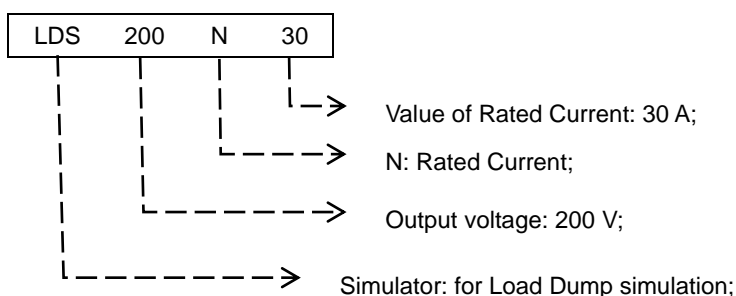 LDS 200 N 30
Value of Rated Current: 30 A;
N: Rated Current;
Output voltage: 200 V;
Simulator: for Load Dump simulation;